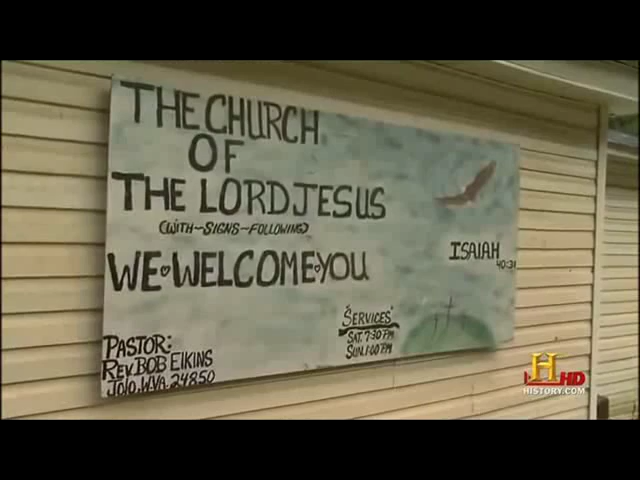 THE CHURCH
OF
THE LORD JESUS
(WITH~SIGNS~FOLLOWING)
WE♥WELCOME♥YOU
ISAIAH
40:31
"SERVICES"
SAT. 7:30 PM
SUN. 1:00 PM
PASTOR:
REV. BOB ELKINS
JOLO, W.VA. 24850
H HD
HISTORY.COM